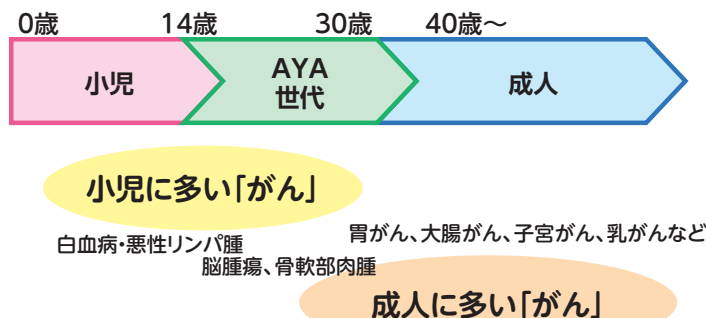 0歳 14歳 30歳 40歳～
小児
AYA
世代
成人
小児に多い「がん」
白血病・悪性リンパ腫
胃がん、大腸がん、子宮がん、乳がんなど
脳腫瘍、骨軟部肉腫
成人に多い「がん」